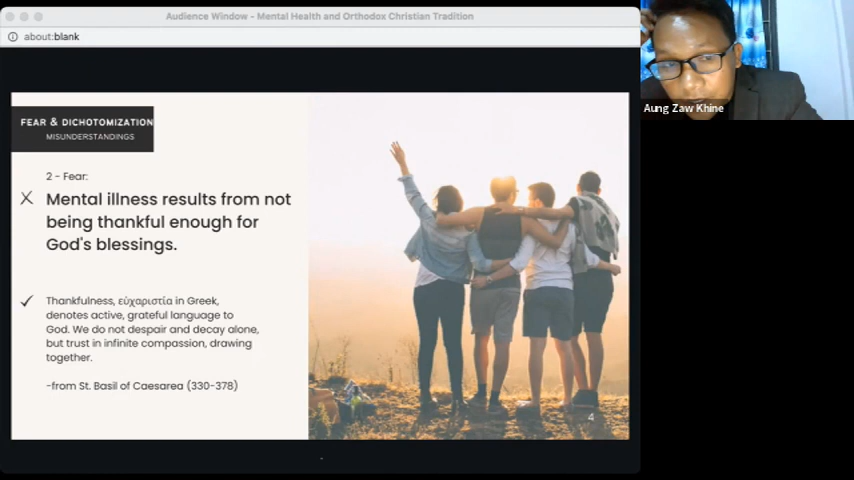 Audience Window - Mental Health and Orthodox Christian Tradition
about:blank
Aung Zaw Khine
FEAR & DICHOTOMIZATION
MISUNDERSTANDINGS
2 - Fear:
Mental illness results from not
being thankful enough for
God's blessings.
Thankfulness, εὐχαριστία in Greek,
denotes active, grateful language to
God. We do not despair and decay alone,
but trust in infinite compassion, drawing
together.
-from St. Basil of Caesarea (330-378)
4